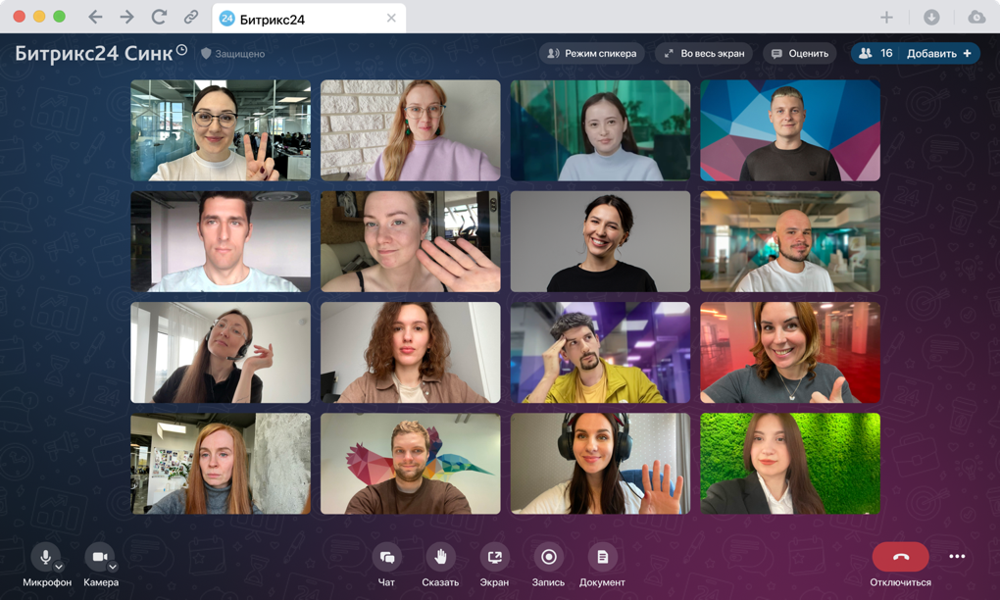 24 Битрикс24
Битрикс24 Синк
Защищено
Режим спикера
Во весь экран
Оценить
16
Добавить +
Микрофон
Камера
Чат
Сказать
Экран
Запись
Документ
Отключиться